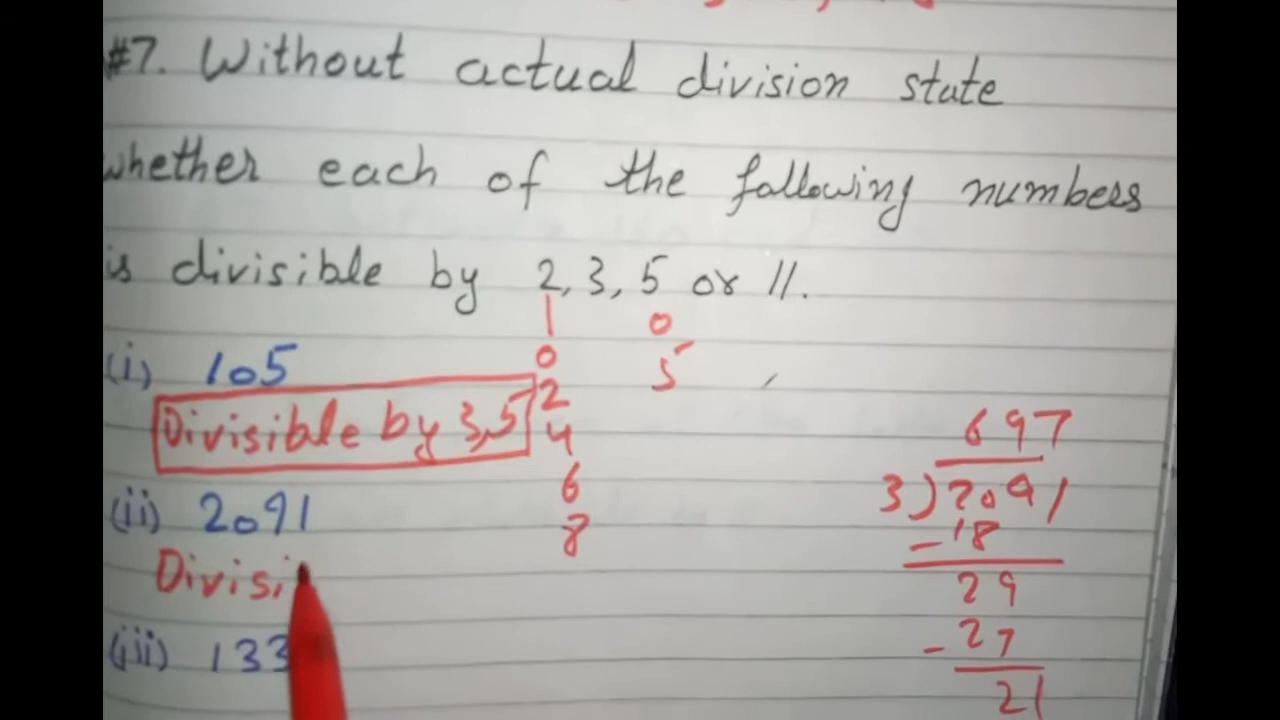 #7. Without actual division state
whether each of the following numbers
is divisible by 2, 3, 5 or 11.
0
2
4
6
8
0
5
(i) 105
Divisible by 3,5
(ii) 2091
Divisi
(iii) 133
697
3)2091
-18
29
-27
21